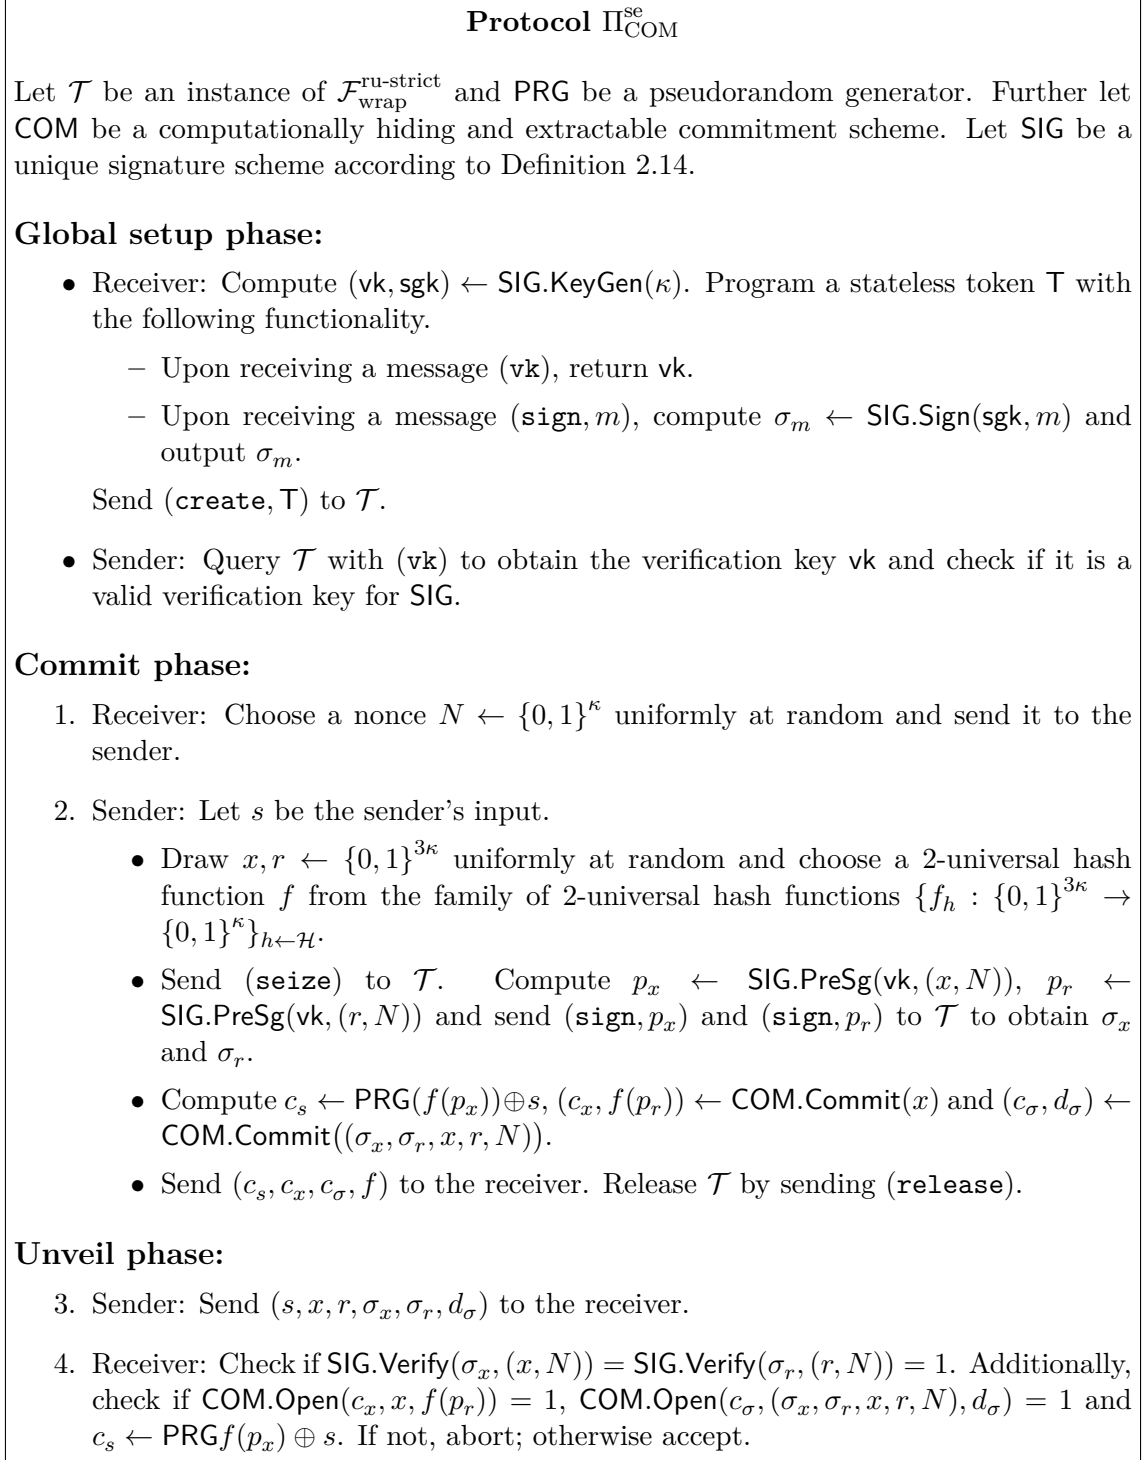 Protocol Π^se_COM
Let 𝒯 be an instance of ℱ^ru-strict_wrap and PRG be a pseudorandom generator. Further let
COM be a computationally hiding and extractable commitment scheme. Let SIG be a
unique signature scheme according to Definition 2.14.
Global setup phase:
• Receiver: Compute (vk, sgk) ← SIG.KeyGen(κ). Program a stateless token T with
the following functionality.
– Upon receiving a message (vk), return vk.
– Upon receiving a message (sign, m), compute σ_m ← SIG.Sign(sgk, m) and
output σ_m.
Send (create, T) to 𝒯.
• Sender: Query 𝒯 with (vk) to obtain the verification key vk and check if it is a
valid verification key for SIG.
Commit phase:
1. Receiver: Choose a nonce N ← {0, 1}^κ uniformly at random and send it to the
sender.
2. Sender: Let s be the sender's input.
• Draw x, r ← {0, 1}^{3κ} uniformly at random and choose a 2-universal hash
function f from the family of 2-universal hash functions {f_h : {0, 1}^{3κ} →
{0, 1}^κ}_{h←ℋ}.
• Send (seize) to 𝒯. Compute p_x ← SIG.PreSg(vk, (x, N)), p_r ←
SIG.PreSg(vk, (r, N)) and send (sign, p_x) and (sign, p_r) to 𝒯 to obtain σ_x
and σ_r.
• Compute c_s ← PRG(f(p_x))⊕s, (c_x, f(p_r)) ← COM.Commit(x) and (c_σ, d_σ) ←
COM.Commit((σ_x, σ_r, x, r, N)).
• Send (c_s, c_x, c_σ, f) to the receiver. Release 𝒯 by sending (release).
Unveil phase:
3. Sender: Send (s, x, r, σ_x, σ_r, d_σ) to the receiver.
4. Receiver: Check if SIG.Verify(σ_x, (x, N)) = SIG.Verify(σ_r, (r, N)) = 1. Additionally,
check if COM.Open(c_x, x, f(p_r)) = 1, COM.Open(c_σ, (σ_x, σ_r, x, r, N), d_σ) = 1 and
c_s ← PRGf(p_x) ⊕ s. If not, abort; otherwise accept.